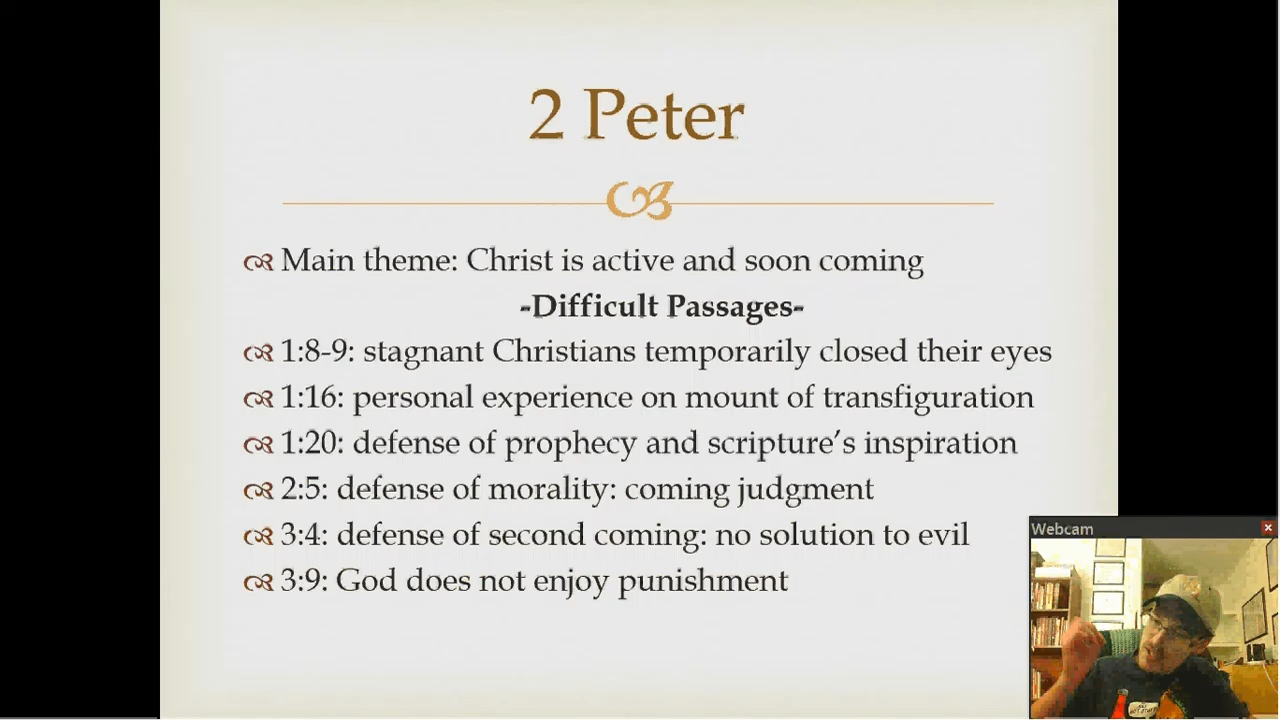 2 Peter
Main theme: Christ is active and soon coming
-Difficult Passages-
1:8-9: stagnant Christians temporarily closed their eyes
1:16: personal experience on mount of transfiguration
1:20: defense of prophecy and scripture’s inspiration
2:5: defense of morality: coming judgment
3:4: defense of second coming: no solution to evil
3:9: God does not enjoy punishment
Webcam